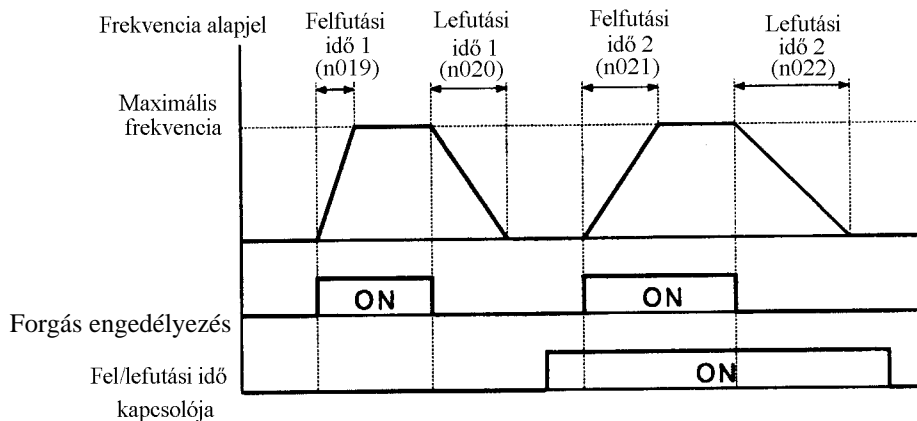 Frekvencia alapjel
Felfutási
idő 1
(n019)
Lefutási
idő 1
(n020)
Felfutási
idő 2
(n021)
Lefutási
idő 2
(n022)
Maximális
frekvencia
ON
ON
Forgás engedélyezés
Fel/lefutási idő
kapcsolója
ON